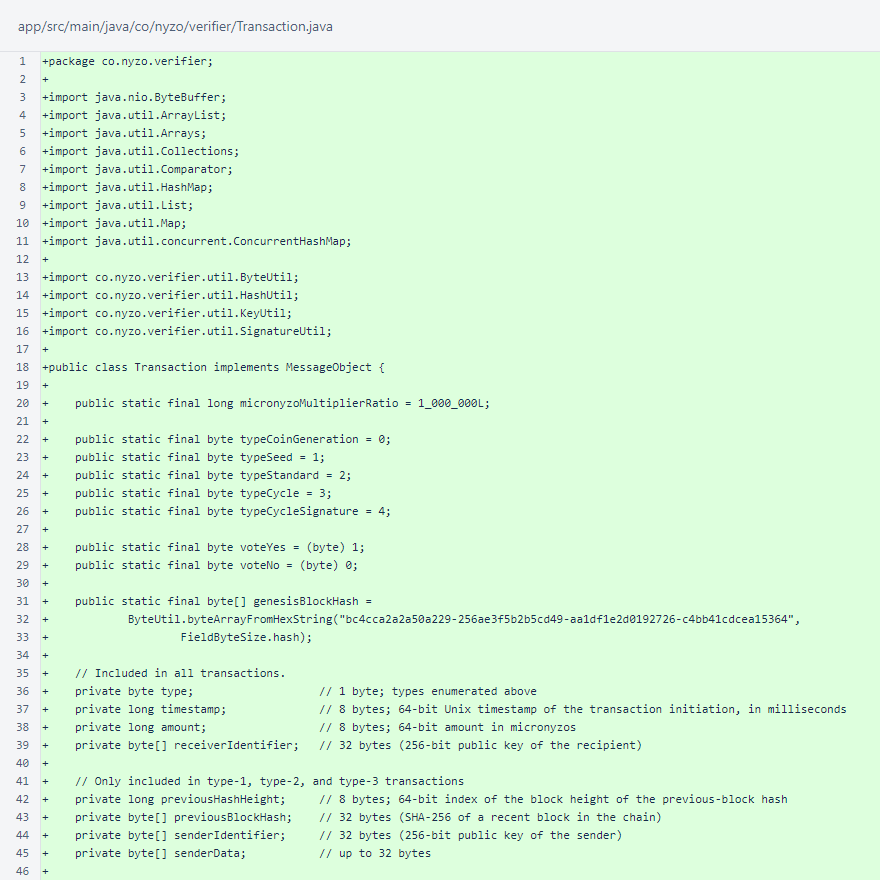 app/src/main/java/co/nyzo/verifier/Transaction.java
1 +package co.nyzo.verifier;
2 +
3 +import java.nio.ByteBuffer;
4 +import java.util.ArrayList;
5 +import java.util.Arrays;
6 +import java.util.Collections;
7 +import java.util.Comparator;
8 +import java.util.HashMap;
9 +import java.util.List;
10 +import java.util.Map;
11 +import java.util.concurrent.ConcurrentHashMap;
12 +
13 +import co.nyzo.verifier.util.ByteUtil;
14 +import co.nyzo.verifier.util.HashUtil;
15 +import co.nyzo.verifier.util.KeyUtil;
16 +import co.nyzo.verifier.util.SignatureUtil;
17 +
18 +public class Transaction implements MessageObject {
19 +
20 +    public static final long micronyzoMultiplierRatio = 1_000_000L;
21 +
22 +    public static final byte typeCoinGeneration = 0;
23 +    public static final byte typeSeed = 1;
24 +    public static final byte typeStandard = 2;
25 +    public static final byte typeCycle = 3;
26 +    public static final byte typeCycleSignature = 4;
27 +
28 +    public static final byte voteYes = (byte) 1;
29 +    public static final byte voteNo = (byte) 0;
30 +
31 +    public static final byte[] genesisBlockHash =
32 +            ByteUtil.byteArrayFromHexString("bc4cca2a2a50a229-256ae3f5b2b5cd49-aa1df1e2d0192726-c4bb41cdcea15364",
33 +                    FieldByteSize.hash);
34 +
35 +    // Included in all transactions.
36 +    private byte type;                   // 1 byte; types enumerated above
37 +    private long timestamp;              // 8 bytes; 64-bit Unix timestamp of the transaction initiation, in milliseconds
38 +    private long amount;                 // 8 bytes; 64-bit amount in micronyzos
39 +    private byte[] receiverIdentifier;   // 32 bytes (256-bit public key of the recipient)
40 +
41 +    // Only included in type-1, type-2, and type-3 transactions
42 +    private long previousHashHeight;     // 8 bytes; 64-bit index of the block height of the previous-block hash
43 +    private byte[] previousBlockHash;    // 32 bytes (SHA-256 of a recent block in the chain)
44 +    private byte[] senderIdentifier;     // 32 bytes (256-bit public key of the sender)
45 +    private byte[] senderData;           // up to 32 bytes
46 +